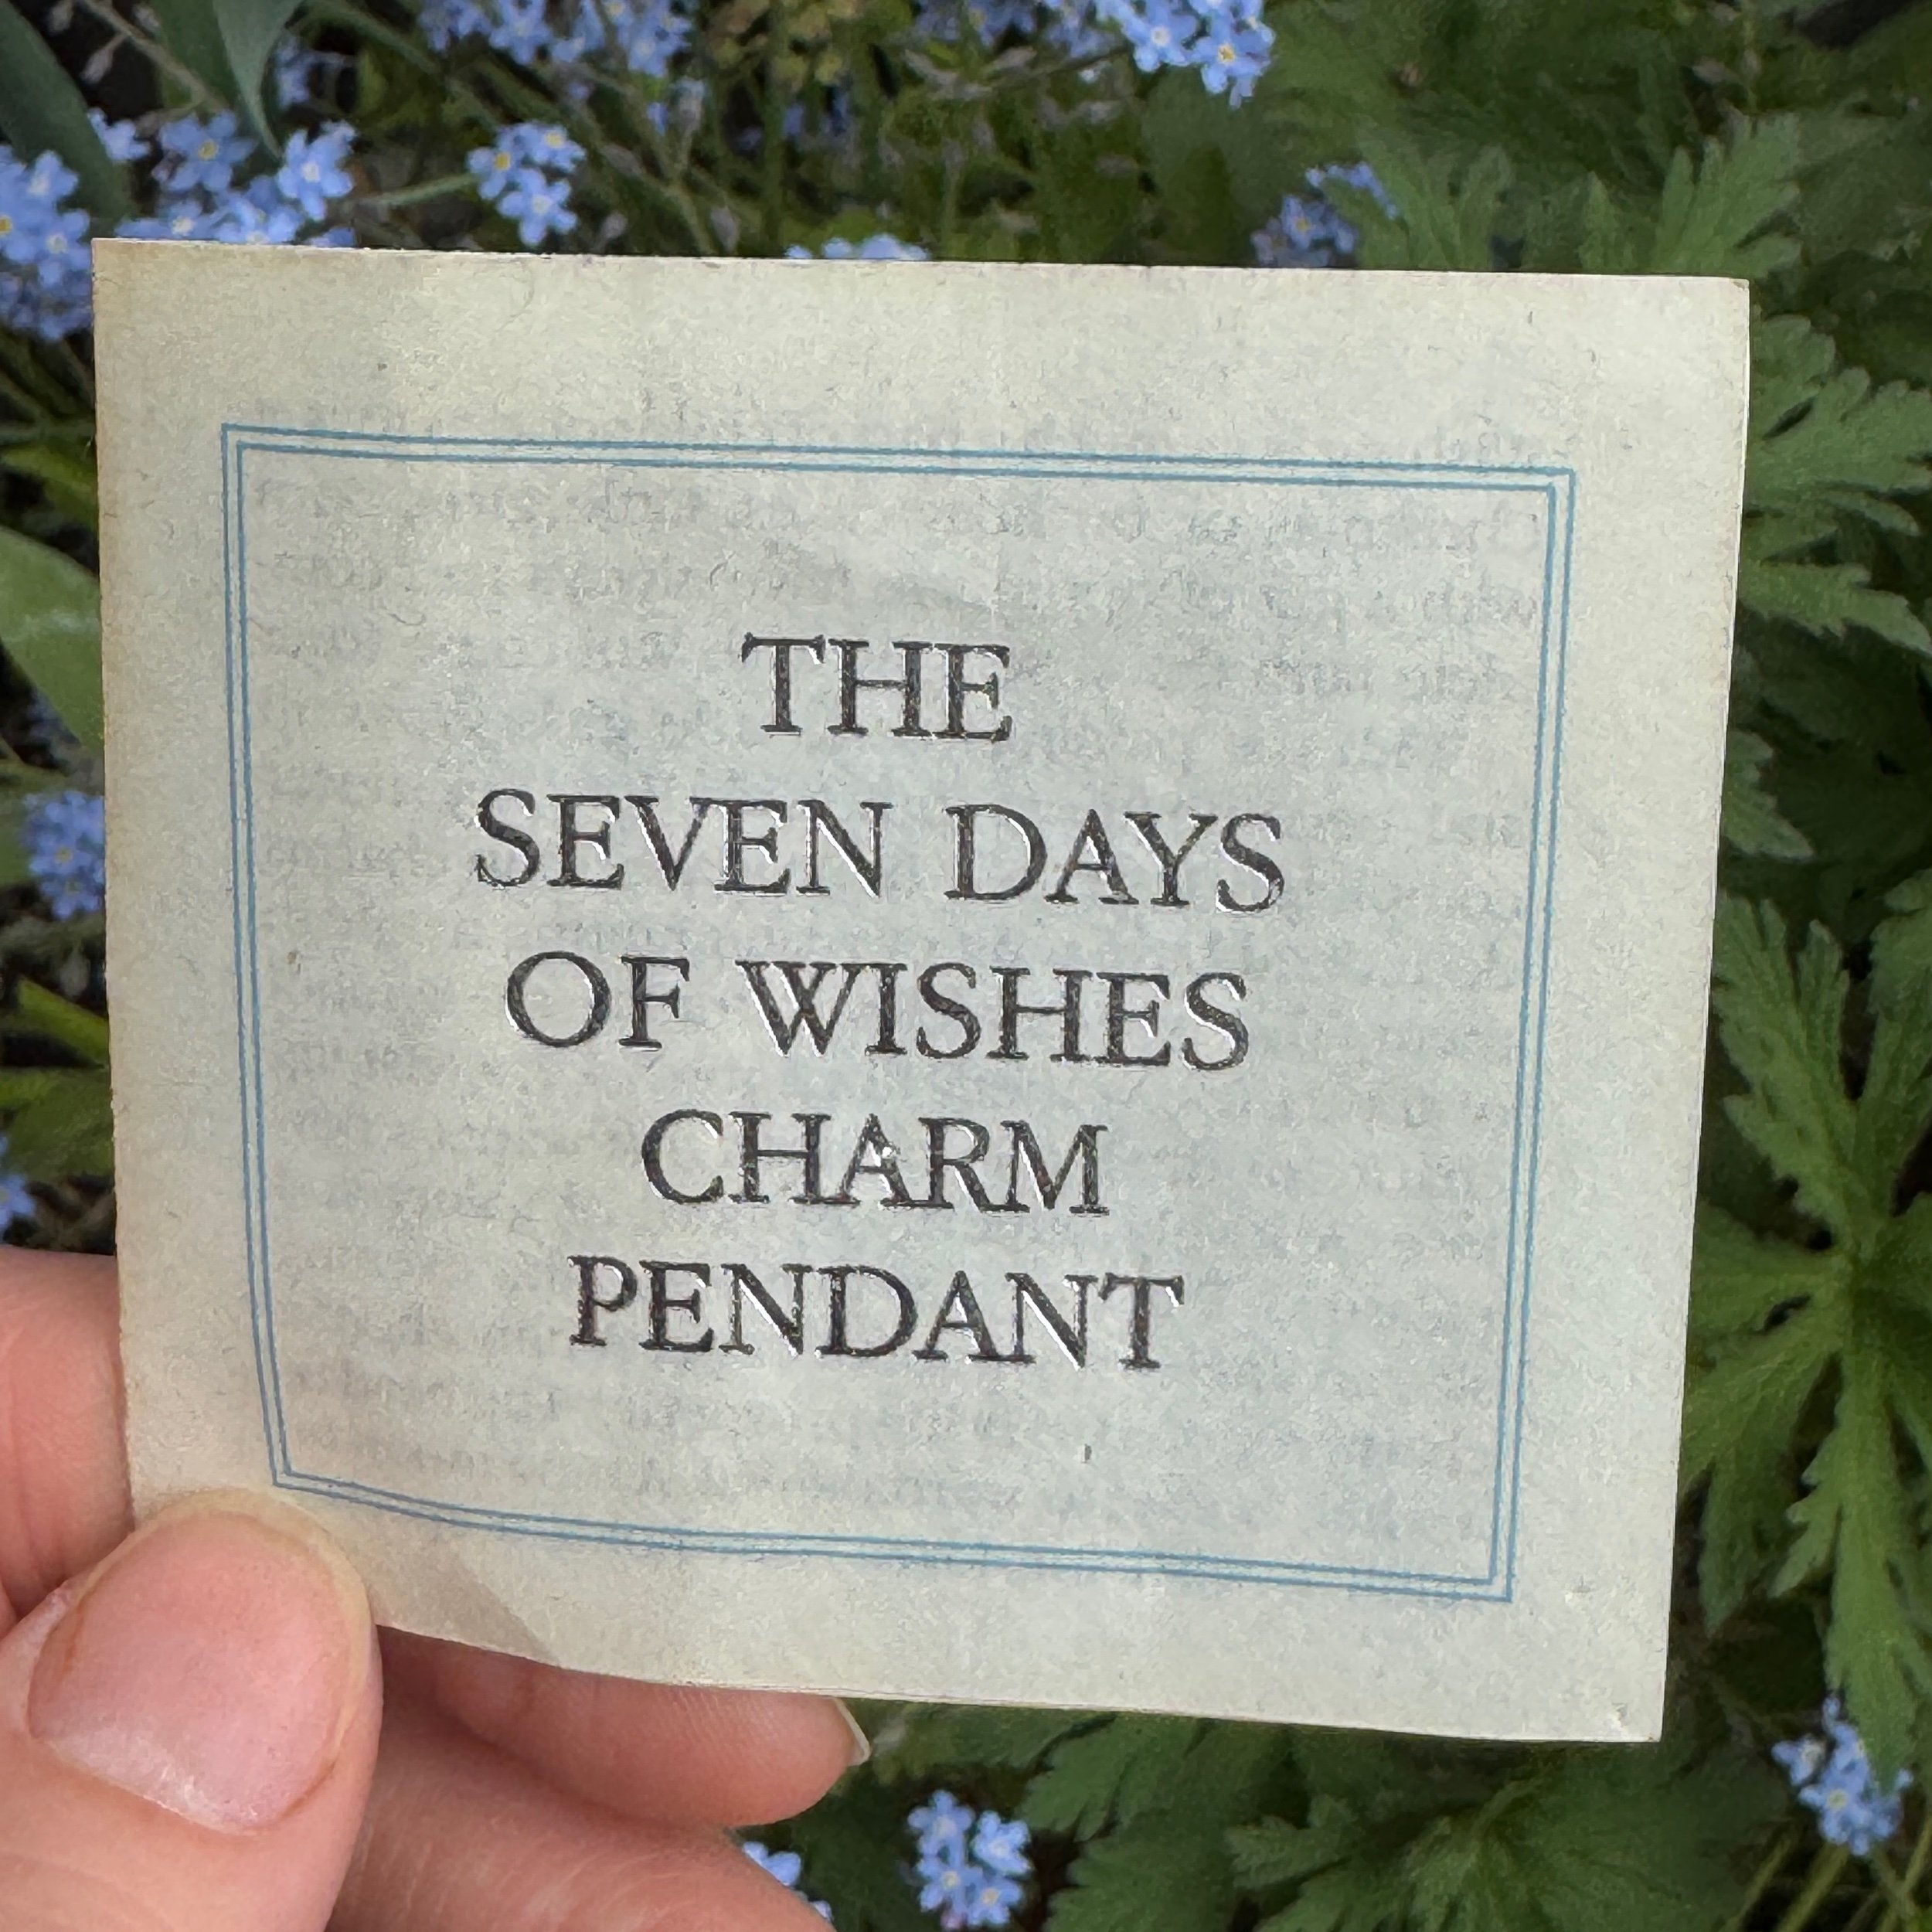 THE
SEVEN DAYS
OF WISHES
CHARM
PENDANT